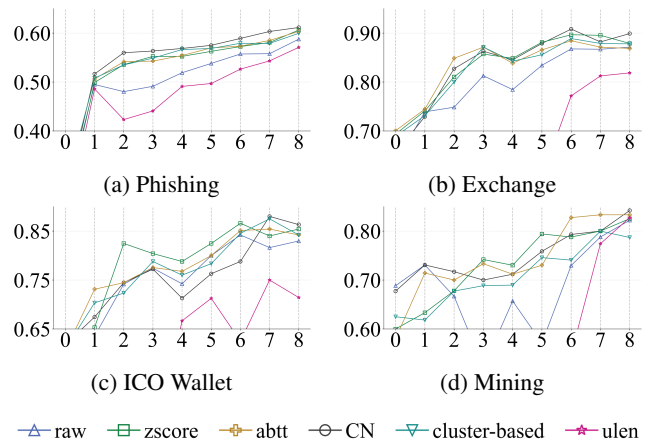 0.60
0.50
0.40
0 1 2 3 4 5 6 7 8
(a) Phishing
0.90
0.80
0.70
0 1 2 3 4 5 6 7 8
(b) Exchange
0.85
0.75
0.65
0 1 2 3 4 5 6 7 8
(c) ICO Wallet
0.80
0.70
0.60
0 1 2 3 4 5 6 7 8
(d) Mining
raw zscore abtt CN cluster-based ulen